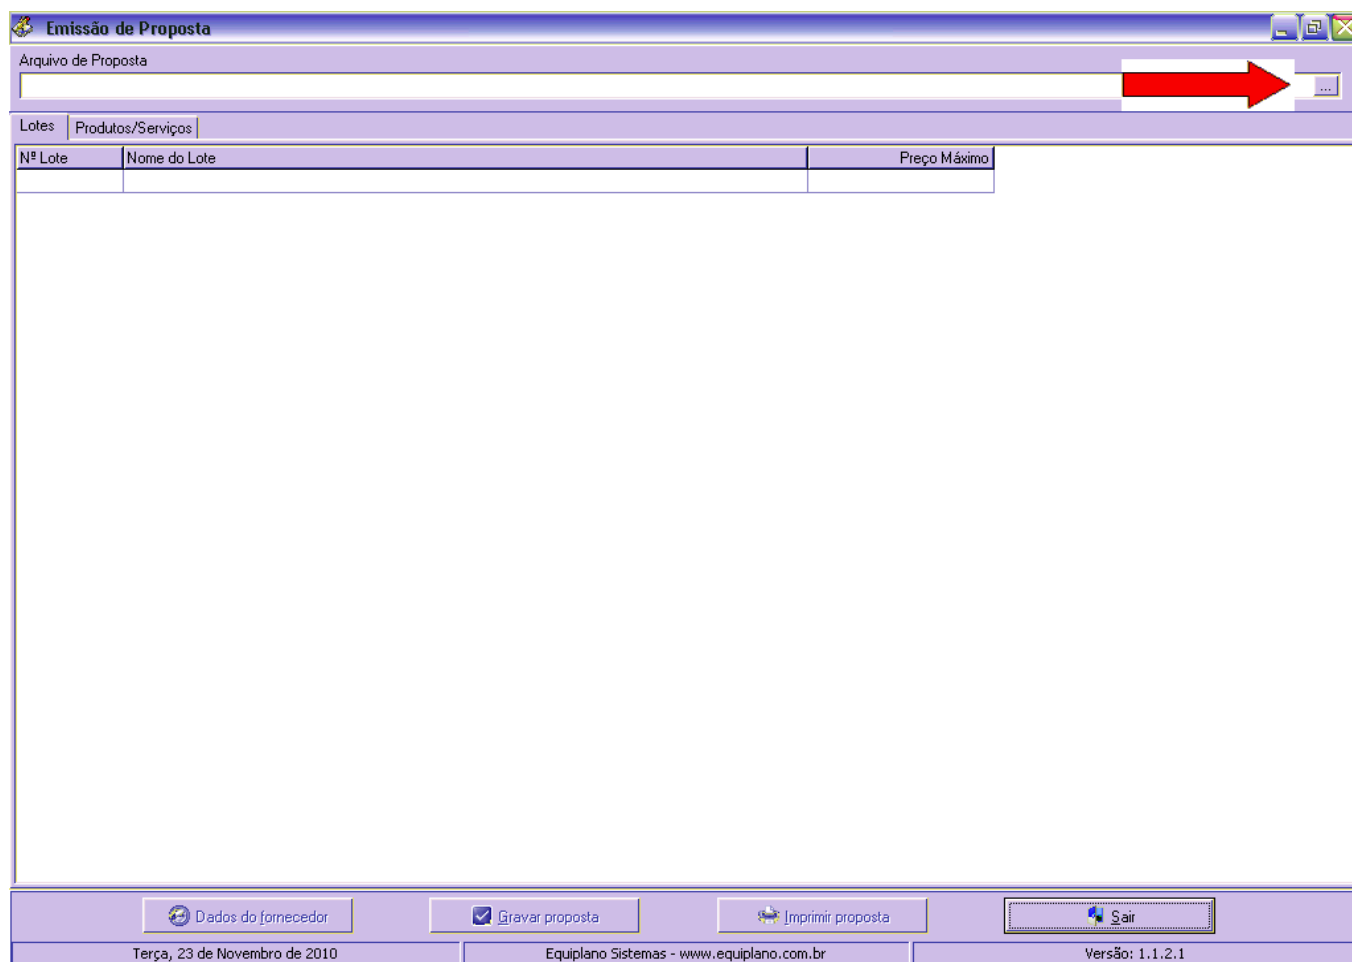 Emissão de Proposta
Arquivo de Proposta
...
Lotes Produtos/Serviços
Nº Lote Nome do Lote Preço Máximo
Dados do fornecedor Gravar proposta Imprimir proposta Sair
Terça, 23 de Novembro de 2010 Equiplano Sistemas - www.equiplano.com.br Versão: 1.1.2.1